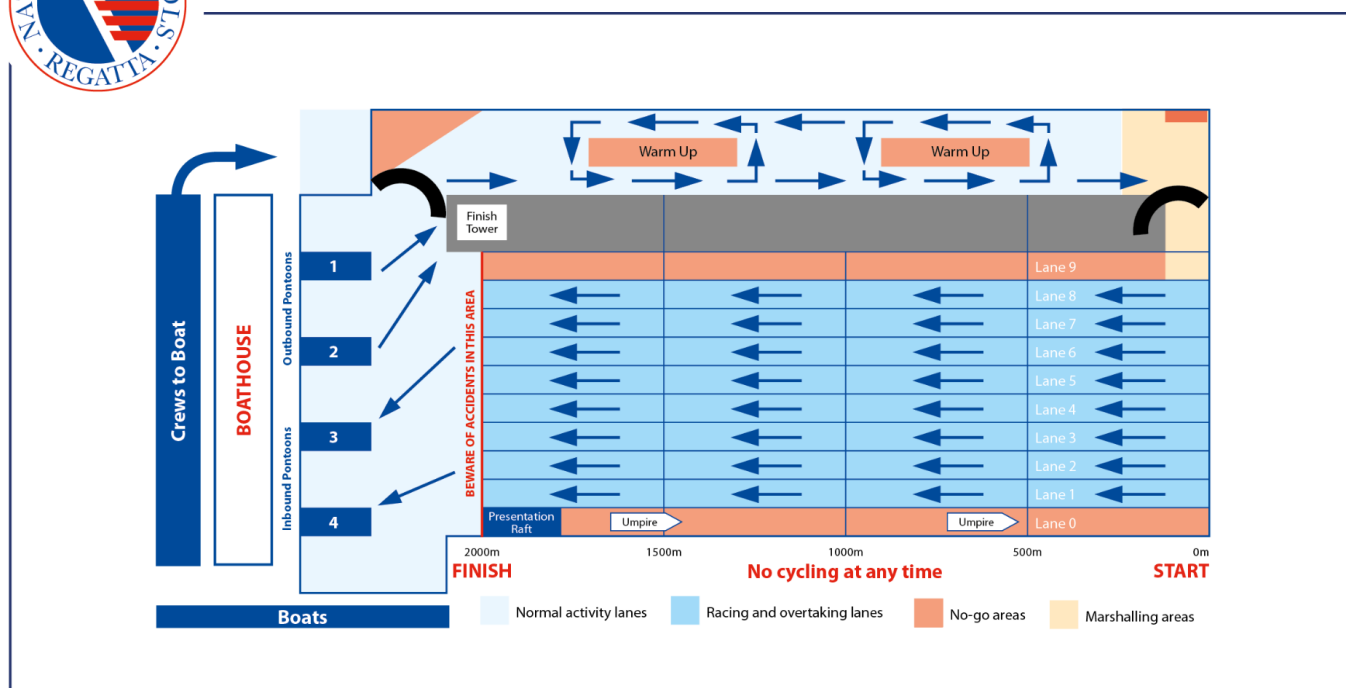 REGATTA
Warm Up
Warm Up
Finish
Tower
Crews to Boat
BOATHOUSE
Outbound Pontoons
Inbound Pontoons
1
2
3
4
BEWARE OF ACCIDENTS IN THIS AREA
Lane 9
Lane 8
Lane 7
Lane 6
Lane 5
Lane 4
Lane 3
Lane 2
Lane 1
Presentation
Raft
Umpire
Umpire
Lane 0
2000m
1500m
1000m
500m
0m
FINISH
No cycling at any time
START
Boats
Normal activity lanes
Racing and overtaking lanes
No-go areas
Marshalling areas